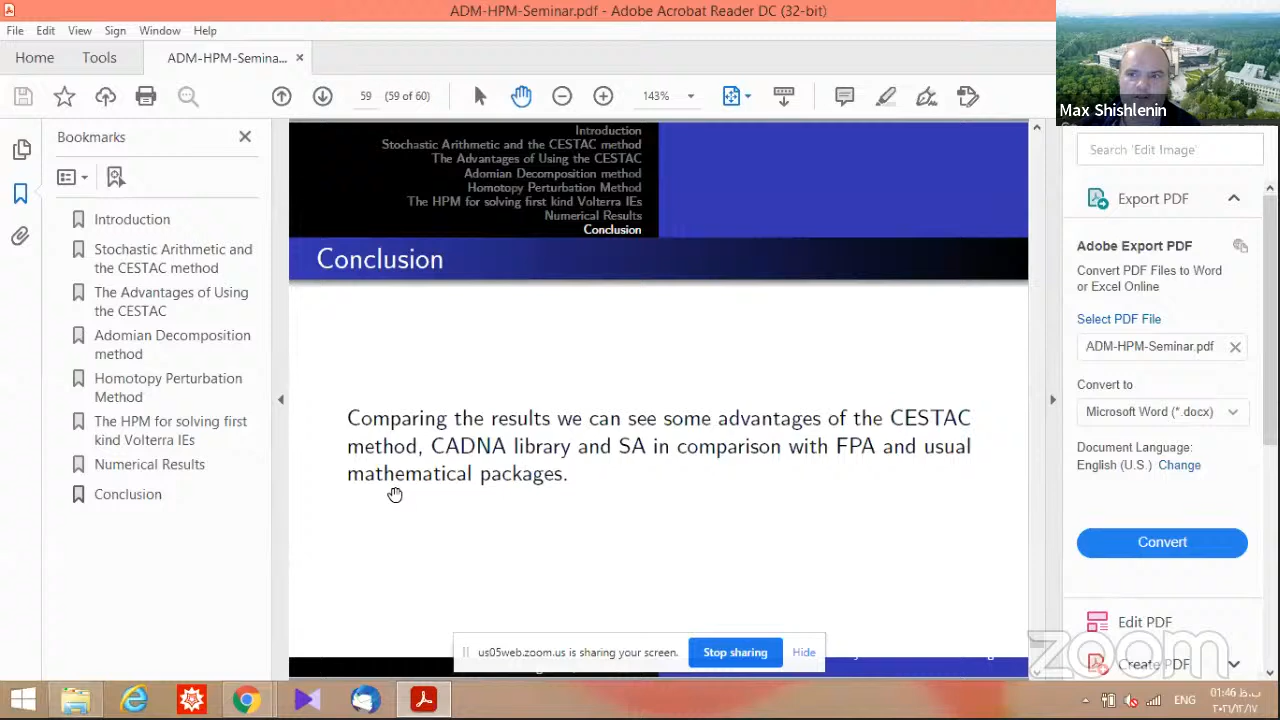 ADM-HPM-Seminar.pdf - Adobe Acrobat Reader DC (32-bit)
File Edit View Sign Window Help
Home Tools ADM-HPM-Semina... ×
59 (59 of 60) 143%
Max Shishlenin
Bookmarks
Introduction
Stochastic Arithmetic and
the CESTAC method
The Advantages of Using
the CESTAC
Adomian Decomposition
method
Homotopy Perturbation
Method
The HPM for solving first
kind Volterra IEs
Numerical Results
Conclusion
Introduction
Stochastic Arithmetic and the CESTAC method
The Advantages of Using the CESTAC
Adomian Decomposition method
Homotopy Perturbation Method
The HPM for solving first kind Volterra IEs
Numerical Results
Conclusion
Conclusion
Comparing the results we can see some advantages of the CESTAC
method, CADNA library and SA in comparison with FPA and usual
mathematical packages.
us05web.zoom.us is sharing your screen. Stop sharing Hide
Search 'Edit Image'
Export PDF
Adobe Export PDF
Convert PDF Files to Word
or Excel Online
Select PDF File
ADM-HPM-Seminar.pdf
Convert to
Microsoft Word (*.docx)
Document Language:
English (U.S.) Change
Convert
Edit PDF
Create PDF
zoom
ENG
01:46 ب.ظ
۲۰۲۱/۱۲/۱۷